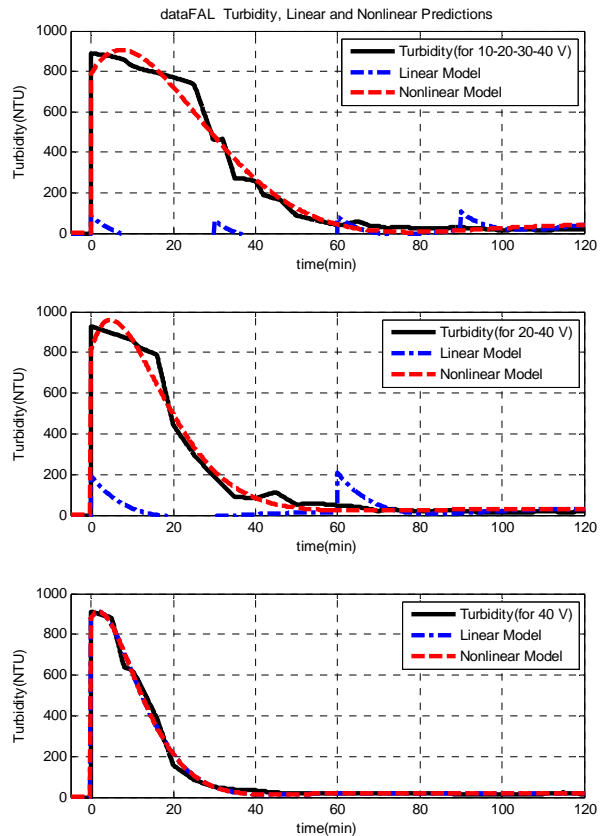 dataFAL Turbidity, Linear and Nonlinear Predictions
1000
800
600
400
200
0
Turbidity(NTU)
Turbidity(for 10-20-30-40 V)
Linear Model
Nonlinear Model
0 20 40 60 80 100 120
time(min)
1000
800
600
400
200
0
Turbidity(NTU)
Turbidity(for 20-40 V)
Linear Model
Nonlinear Model
0 20 40 60 80 100 120
time(min)
1000
800
600
400
200
0
Turbidity(NTU)
Turbidity(for 40 V)
Linear Model
Nonlinear Model
0 20 40 60 80 100 120
time(min)